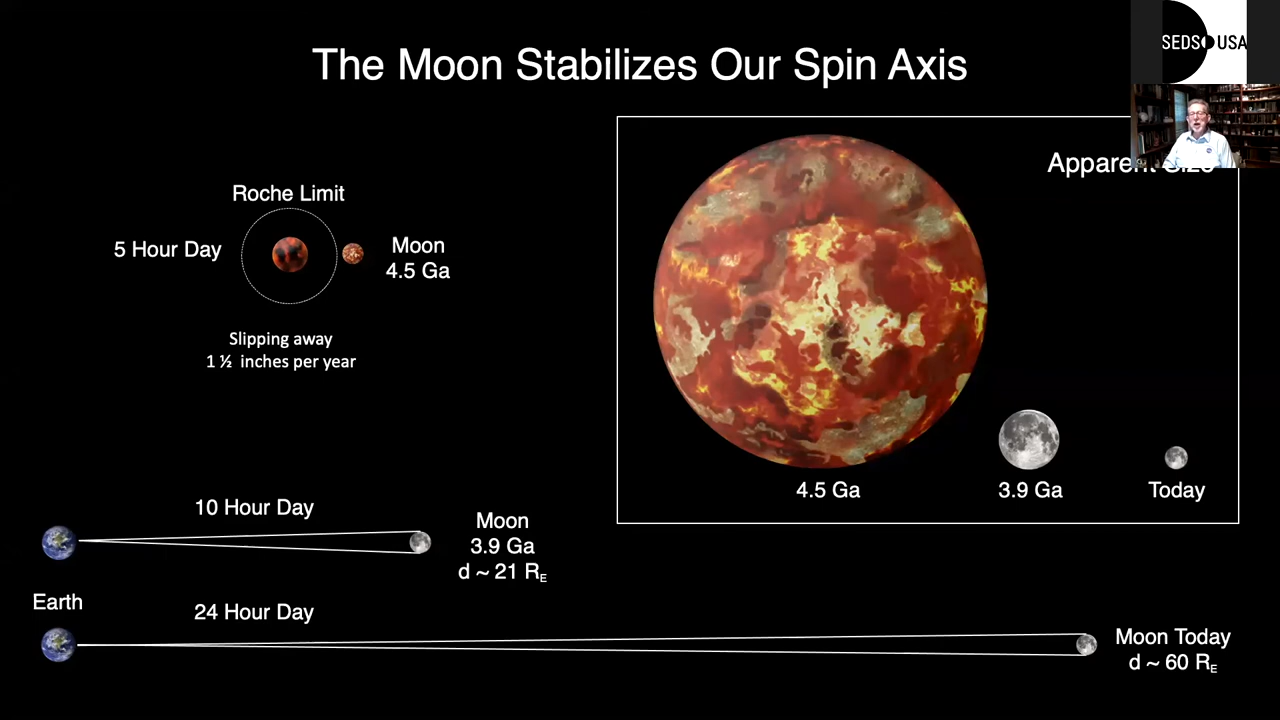 The Moon Stabilizes Our Spin Axis
SEDS USA
Apparent Size
Roche Limit
5 Hour Day
Moon
4.5 Ga
Slipping away
1 ½ inches per year
4.5 Ga
3.9 Ga
Today
10 Hour Day
Moon
3.9 Ga
d ~ 21 RE
Earth
24 Hour Day
Moon Today
d ~ 60 RE